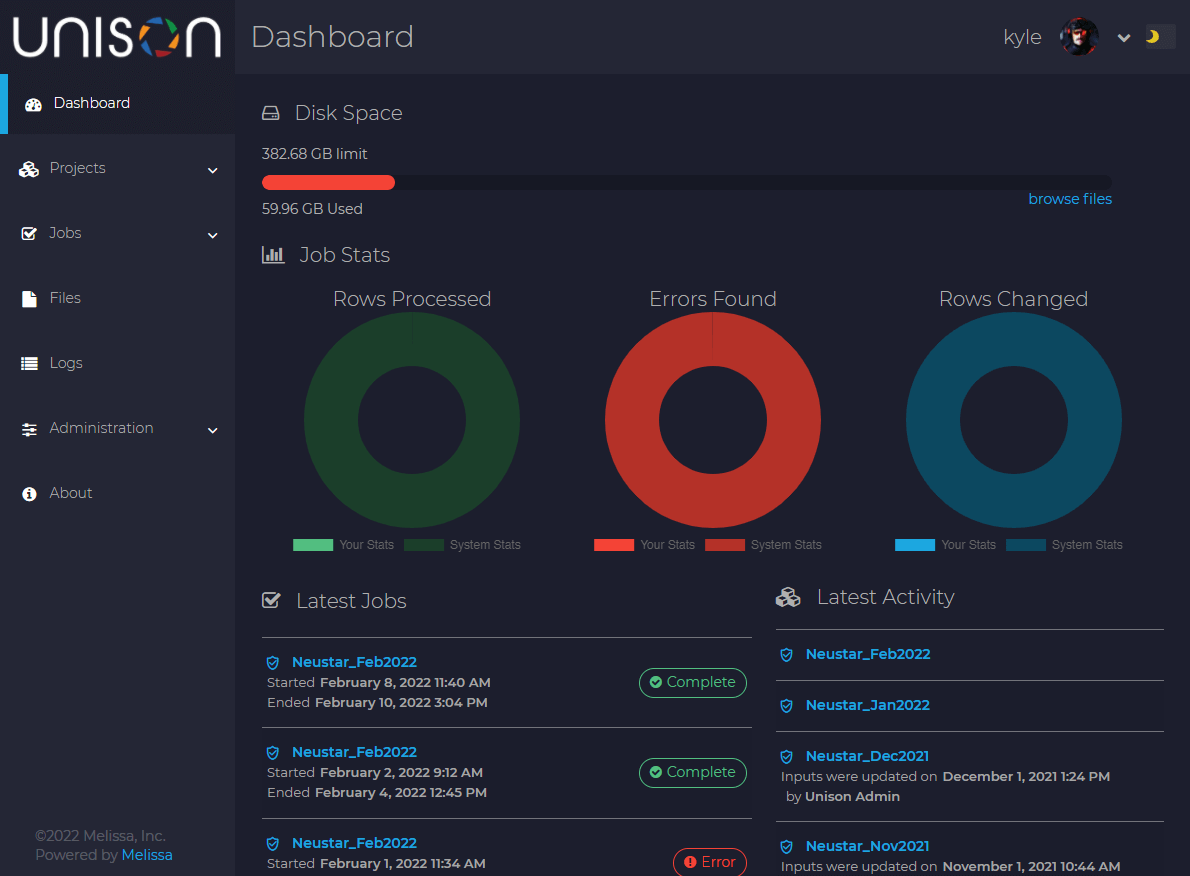 UNISON
Dashboard
kyle
Dashboard
Projects
Jobs
Files
Logs
Administration
About
©2022 Melissa, Inc.
Powered by Melissa
Disk Space
382.68 GB limit
59.96 GB Used
browse files
Job Stats
Rows Processed
Your Stats System Stats
Errors Found
Your Stats System Stats
Rows Changed
Your Stats System Stats
Latest Jobs
Neustar_Feb2022
Started February 8, 2022 11:40 AM
Ended February 10, 2022 3:04 PM
Complete
Neustar_Feb2022
Started February 2, 2022 9:12 AM
Ended February 4, 2022 12:45 PM
Complete
Neustar_Feb2022
Started February 1, 2022 11:34 AM
Error
Latest Activity
Neustar_Feb2022
Neustar_Jan2022
Neustar_Dec2021
Inputs were updated on December 1, 2021 1:24 PM
by Unison Admin
Neustar_Nov2021
Inputs were updated on November 1, 2021 10:44 AM